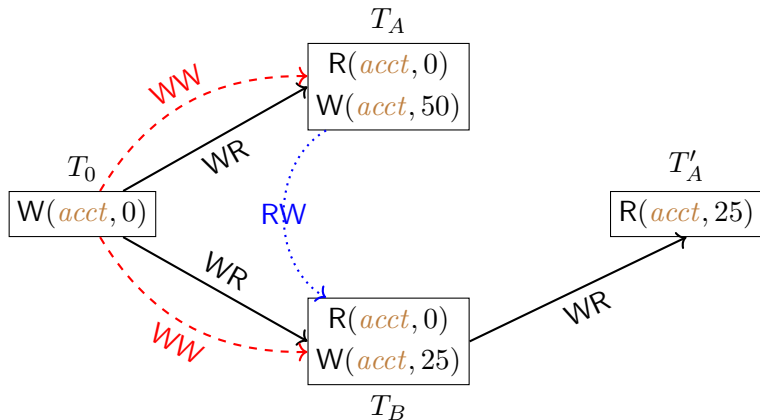 T_A
R(acct, 0)
W(acct, 50)
WW
WR
T_0
W(acct, 0)
T'_A
R(acct, 25)
RW
WR
WW
R(acct, 0)
W(acct, 25)
WR
T_B